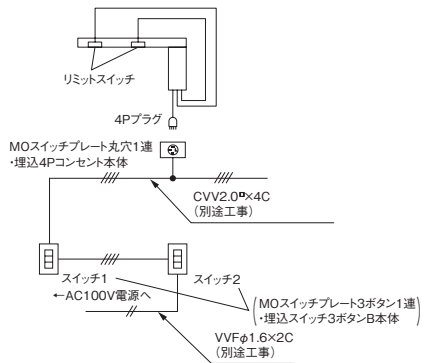 リミットスイッチ
4Pプラグ
MOスイッチプレート丸穴1連
・埋込4Pコンセント本体
CVV2.0□×4C
（別途工事）
スイッチ1
スイッチ2
←AC100V電源へ
（MOスイッチプレート3ボタン1連
・埋込スイッチ3ボタンB本体）
VVFφ1.6×2C
（別途工事）